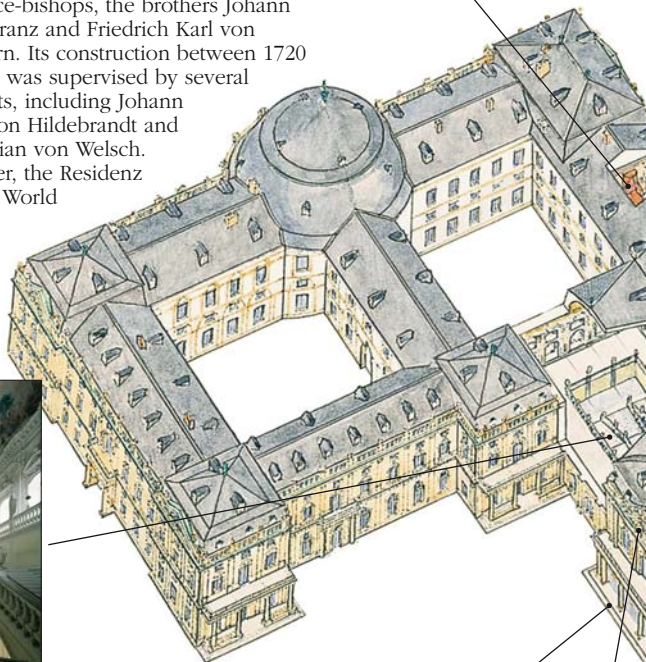 ce-bishops, the brothers Johann
ranz and Friedrich Karl von
rn. Its construction between 1720
was supervised by several
ts, including Johann
on Hildebrandt and
ian von Welsch.
er, the Residenz
World